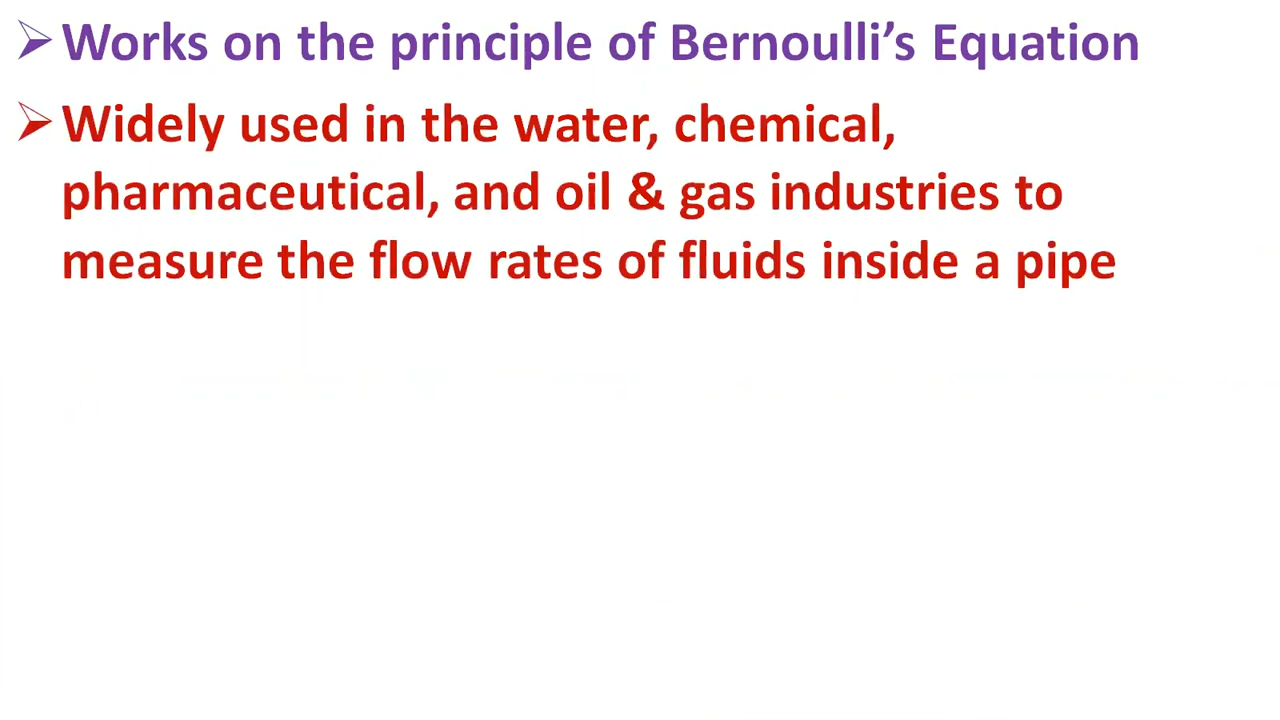 ➢Works on the principle of Bernoulli’s Equation
➢Widely used in the water, chemical,
pharmaceutical, and oil & gas industries to
measure the flow rates of fluids inside a pipe